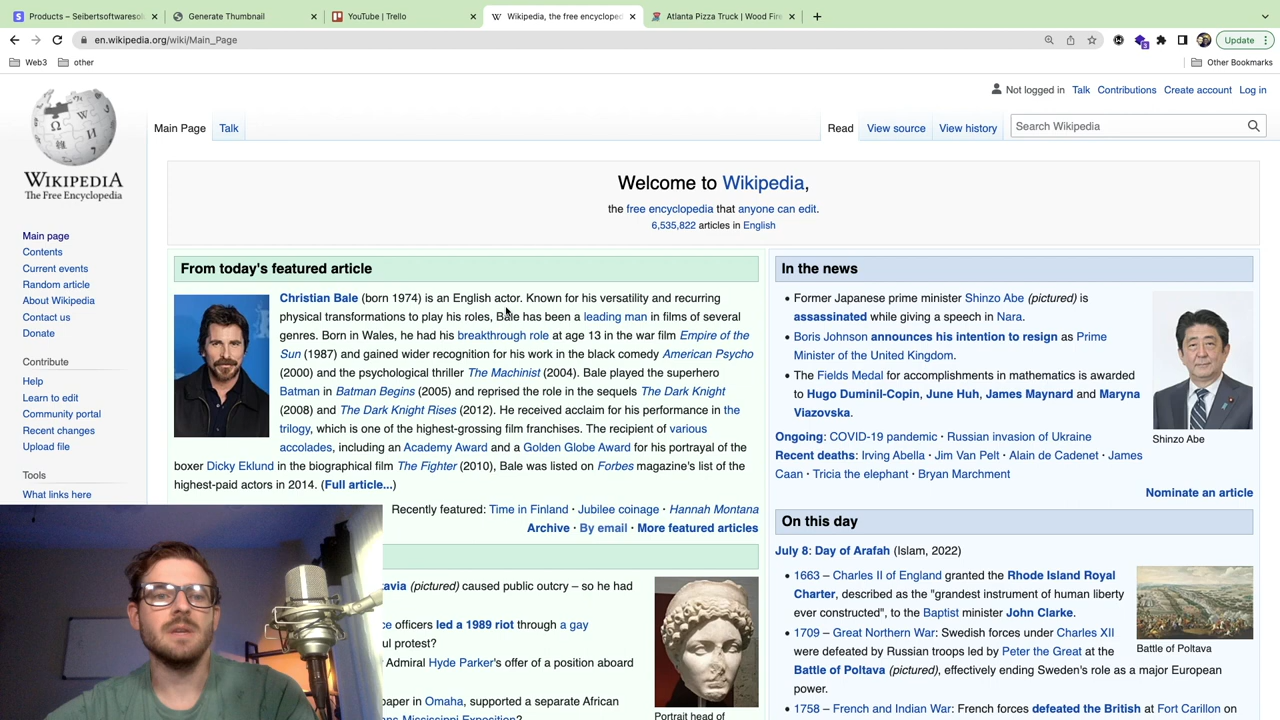 Products – Seibertsoftwaresol
Generate Thumbnail
YouTube | Trello
Wikipedia, the free encycloped
Atlanta Pizza Truck | Wood Fire
en.wikipedia.org/wiki/Main_Page
Update
Web3
other
Other Bookmarks
Not logged in Talk Contributions Create account Log in
Main Page Talk
Read View source View history
Search Wikipedia
WIKIPEDIA
The Free Encyclopedia
Main page
Contents
Current events
Random article
About Wikipedia
Contact us
Donate
Contribute
Help
Learn to edit
Community portal
Recent changes
Upload file
Tools
What links here
Welcome to Wikipedia,
the free encyclopedia that anyone can edit.
6,535,822 articles in English
From today's featured article
Christian Bale (born 1974) is an English actor. Known for his versatility and recurring
physical transformations to play his roles, Bale has been a leading man in films of several
genres. Born in Wales, he had his breakthrough role at age 13 in the war film Empire of the
Sun (1987) and gained wider recognition for his work in the black comedy American Psycho
(2000) and the psychological thriller The Machinist (2004). Bale played the superhero
Batman in Batman Begins (2005) and reprised the role in the sequels The Dark Knight
(2008) and The Dark Knight Rises (2012). He received acclaim for his performance in the
trilogy, which is one of the highest-grossing film franchises. The recipient of various
accolades, including an Academy Award and a Golden Globe Award for his portrayal of the
boxer Dicky Eklund in the biographical film The Fighter (2010), Bale was listed on Forbes magazine's list of the
highest-paid actors in 2014. (Full article...)
Recently featured: Time in Finland · Jubilee coinage · Hannah Montana
Archive · By email · More featured articles
(pictured) caused public outcry – so he had
officers led a 1989 riot through a gay
protest?
Admiral Hyde Parker's offer of a position aboard
in Omaha, supported a separate African
Mississippi Exposition?
Portrait head of
In the news
Former Japanese prime minister Shinzo Abe (pictured) is
assassinated while giving a speech in Nara.
Boris Johnson announces his intention to resign as Prime
Minister of the United Kingdom.
The Fields Medal for accomplishments in mathematics is awarded
to Hugo Duminil-Copin, June Huh, James Maynard and Maryna
Viazovska.
Shinzo Abe
Ongoing: COVID-19 pandemic · Russian invasion of Ukraine
Recent deaths: Irving Abella · Jim Van Pelt · Alain de Cadenet · James
Caan · Tricia the elephant · Bryan Marchment
Nominate an article
On this day
July 8: Day of Arafah (Islam, 2022)
1663 – Charles II of England granted the Rhode Island Royal
Charter, described as the "grandest instrument of human liberty
ever constructed", to the Baptist minister John Clarke.
1709 – Great Northern War: Swedish forces under Charles XII
were defeated by Russian troops led by Peter the Great at the
Battle of Poltava (pictured), effectively ending Sweden's role as a major European
power.
Battle of Poltava
1758 – French and Indian War: French forces defeated the British at Fort Carillon on